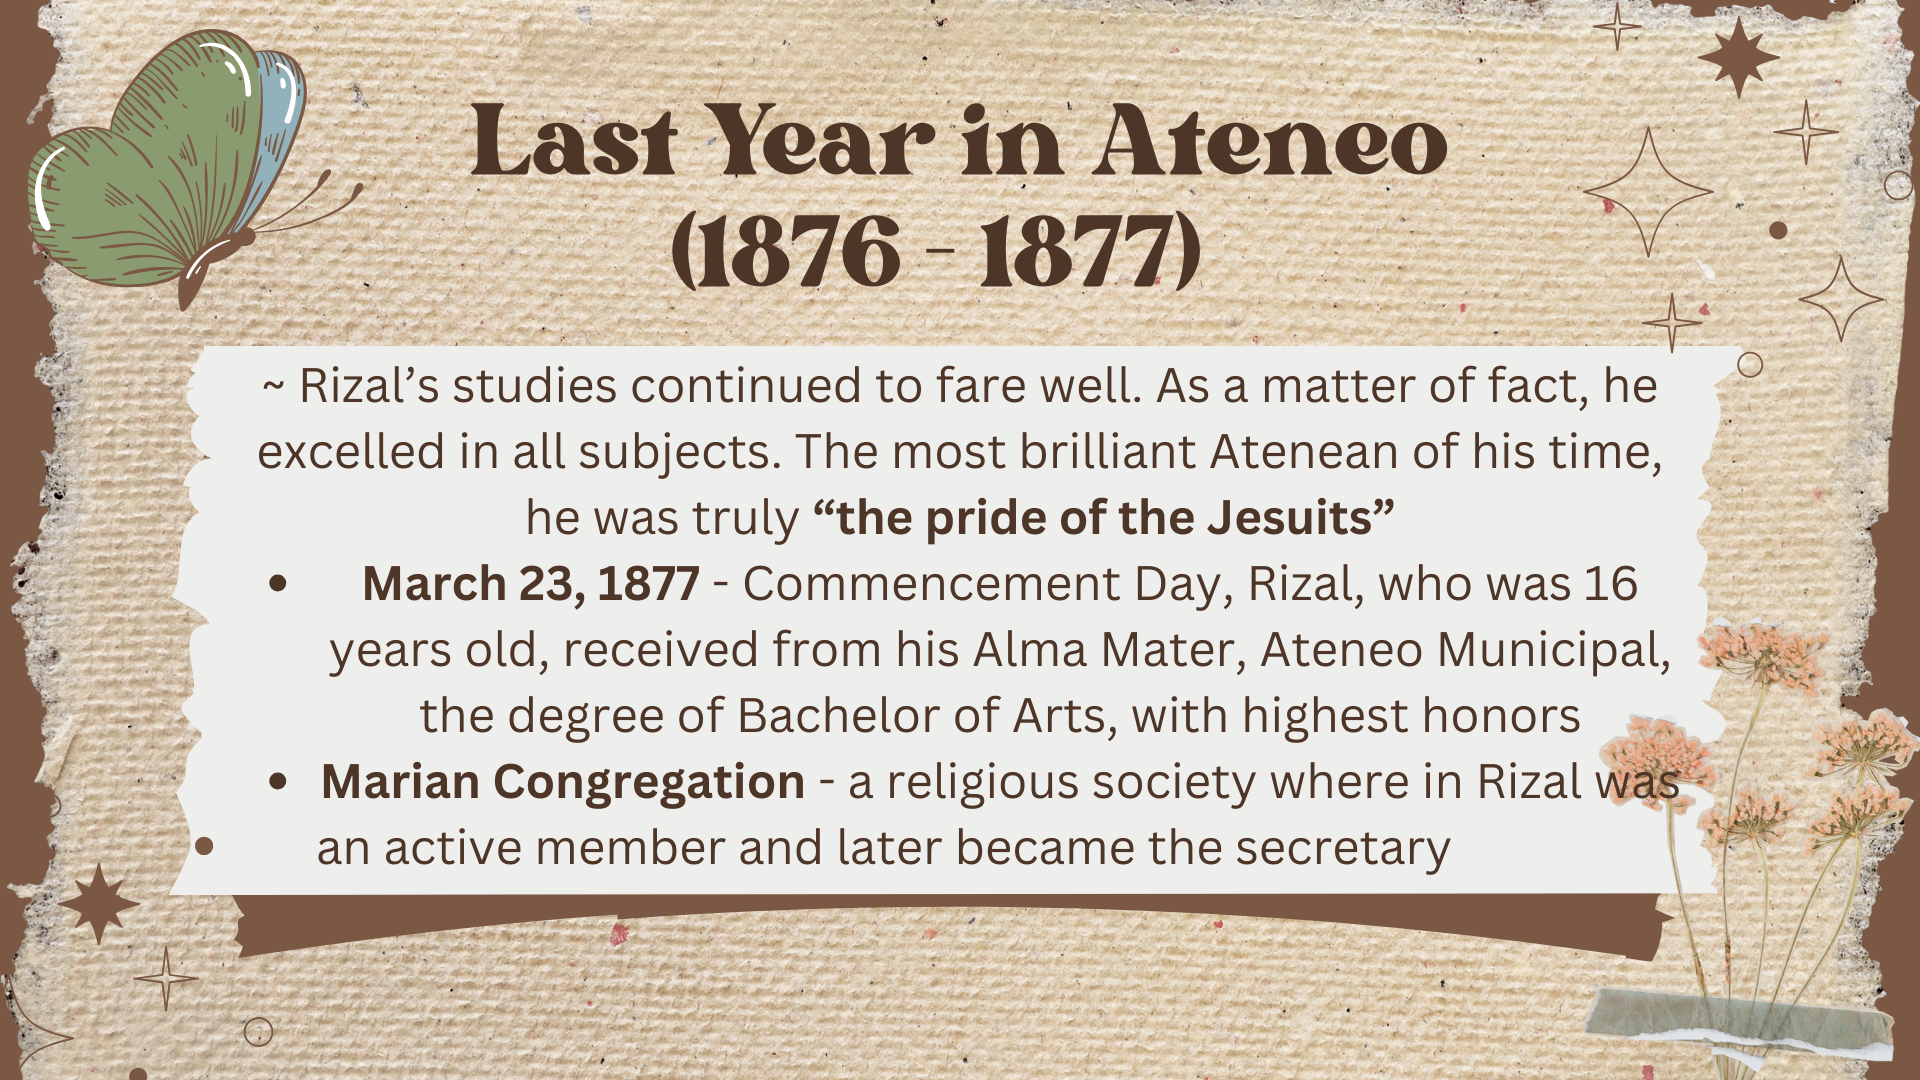 Last Year in Ateneo
(1876 - 1877)
~ Rizal’s studies continued to fare well. As a matter of fact, he
excelled in all subjects. The most brilliant Atenean of his time,
he was truly “the pride of the Jesuits”
• March 23, 1877 - Commencement Day, Rizal, who was 16
years old, received from his Alma Mater, Ateneo Municipal,
the degree of Bachelor of Arts, with highest honors
• Marian Congregation - a religious society where in Rizal was
an active member and later became the secretary